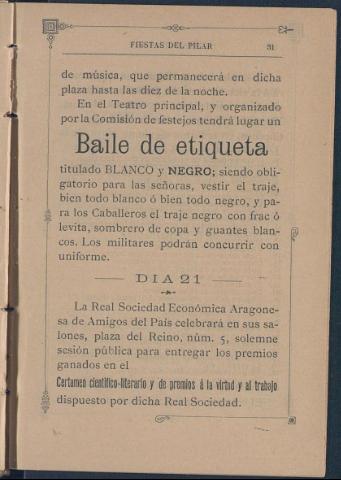 FIESTAS DEL PILAR 31
de música, que permanecerá en dicha
plaza hasta las diez de la noche.
En el Teatro principal, y organizado
por la Comisión de festejos tendrá lugar un
Baile de etiqueta
titulado BLANCO y NEGRO; siendo obli-
gatorio para las señoras, vestir el traje,
bien todo blanco ó bien todo negro, y pa-
ra los Caballeros el traje negro con frac ó
levita, sombrero de copa y guantes blan-
cos. Los militares podrán concurrir con
uniforme.
DIA 21
La Real Sociedad Económica Aragone-
sa de Amigos del País celebrará en sus sa-
lones, plaza del Reino, núm. 5, solemne
sesión pública para entregar los premios
ganados en el
Certamen científico-literario y de premios á la virtud y al trabajo
dispuesto por dicha Real Sociedad.